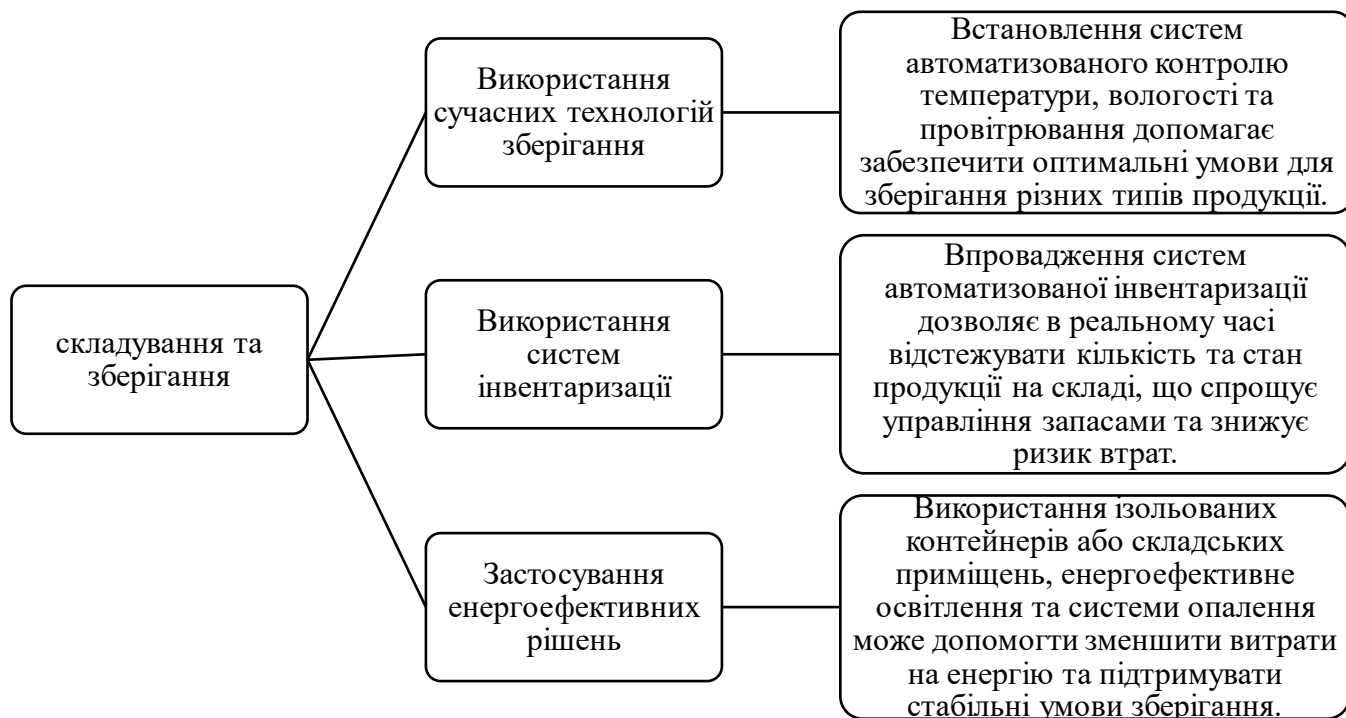 складування та
зберігання
Використання
сучасних технологій
зберігання
Встановлення систем
автоматизованого контролю
температури, вологості та
провітрювання допомагає
забезпечити оптимальні умови для
зберігання різних типів продукції.
Використання
систем
інвентаризації
Впровадження систем
автоматизованої інвентаризації
дозволяє в реальному часі
відстежувати кількість та стан
продукції на складі, що спрощує
управління запасами та знижує
ризик втрат.
Застосування
енергоефективних
рішень
Використання ізольованих
контейнерів або складських
приміщень, енергоефективне
освітлення та системи опалення
може допомогти зменшити витрати
на енергію та підтримувати
стабільні умови зберігання.